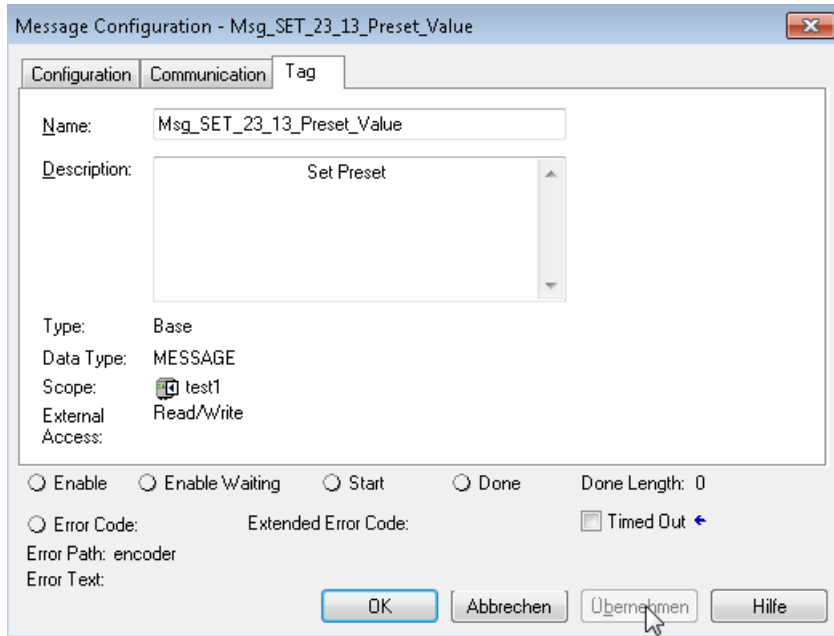 Message Configuration - Msg_SET_23_13_Preset_Value
Configuration Communication Tag
Name: Msg_SET_23_13_Preset_Value
Description: Set Preset
Type: Base
Data Type: MESSAGE
Scope: test1
External Access: Read/Write
Enable Enable Waiting Start Done Done Length: 0
Error Code: Extended Error Code: Timed Out
Error Path: encoder
Error Text:
OK Abbrechen Übernehmen Hilfe